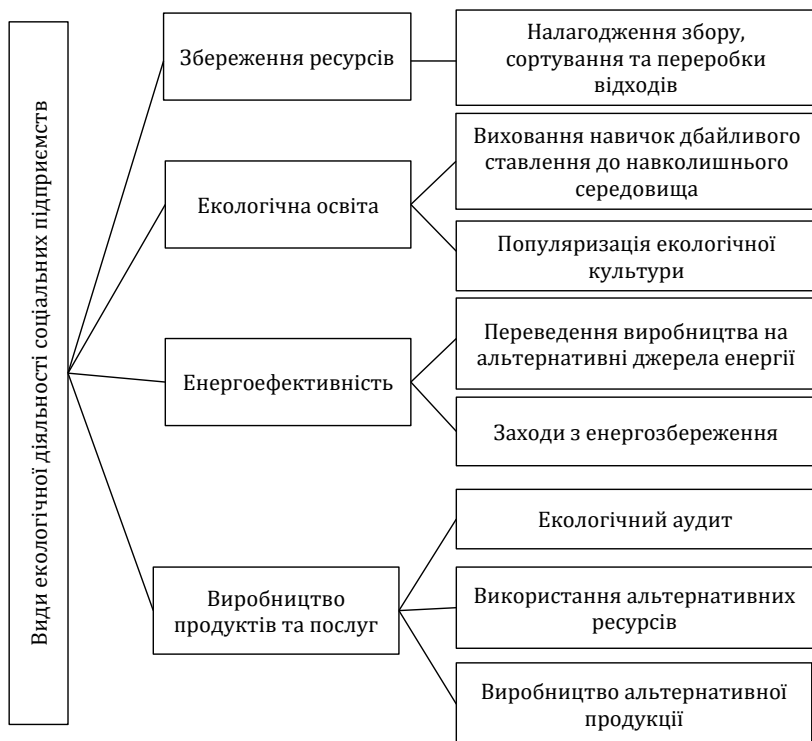 Види екологічної діяльності соціальних підприємств
Збереження ресурсів
Налагодження збору,
сортування та переробки
відходів
Екологічна освіта
Виховання навичок дбайливого
ставлення до навколишнього
середовища
Популяризація екологічної
культури
Енергоефективність
Переведення виробництва на
альтернативні джерела енергії
Заходи з енергозбереження
Виробництво
продуктів та послуг
Екологічний аудит
Використання альтернативних
ресурсів
Виробництво альтернативної
продукції